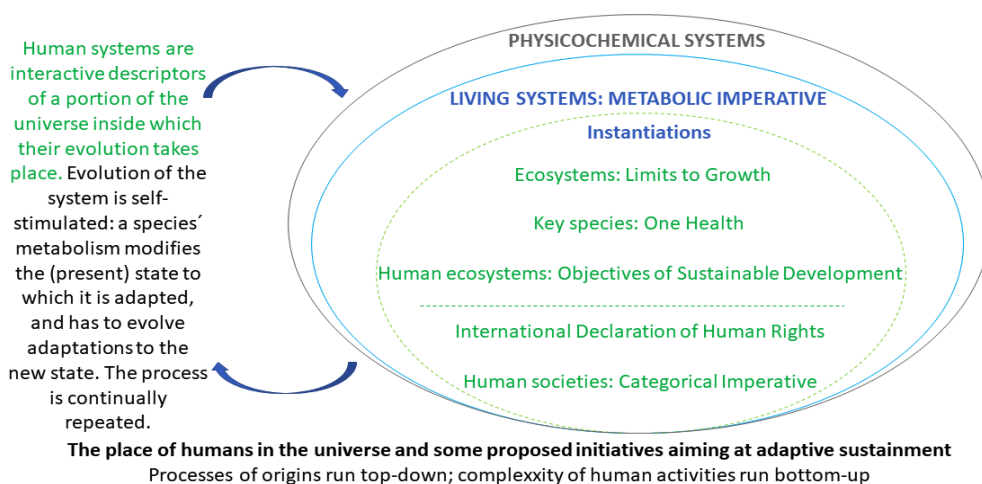 Human systems are
interactive descriptors
of a portion of the
universe inside which
their evolution takes
place. Evolution of the
system is self-
stimulated: a species´
metabolism modifies
the (present) state to
which it is adapted,
and has to evolve
adaptations to the
new state. The process
is continually
repeated.
PHYSICOCHEMICAL SYSTEMS
LIVING SYSTEMS: METABOLIC IMPERATIVE
Instantiations
Ecosystems: Limits to Growth
Key species: One Health
Human ecosystems: Objectives of Sustainable Development
International Declaration of Human Rights
Human societies: Categorical Imperative
The place of humans in the universe and some proposed initiatives aiming at adaptive sustainment
Processes of origins run top-down; complexxity of human activities run bottom-up